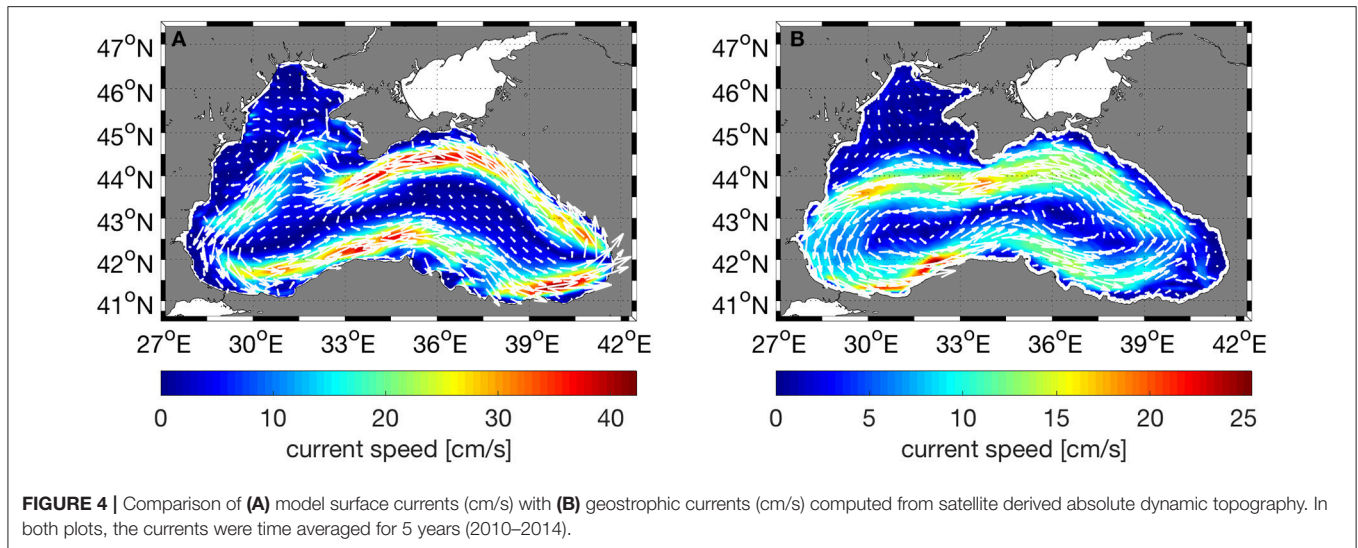 A
47°N
46°N
45°N
44°N
43°N
42°N
41°N
27°E 30°E 33°E 36°E 39°E 42°E
0 10 20 30 40
current speed [cm/s]
B
47°N
46°N
45°N
44°N
43°N
42°N
41°N
27°E 30°E 33°E 36°E 39°E 42°E
0 5 10 15 20 25
current speed [cm/s]
FIGURE 4 | Comparison of (A) model surface currents (cm/s) with (B) geostrophic currents (cm/s) computed from satellite derived absolute dynamic topography. In
both plots, the currents were time averaged for 5 years (2010–2014).